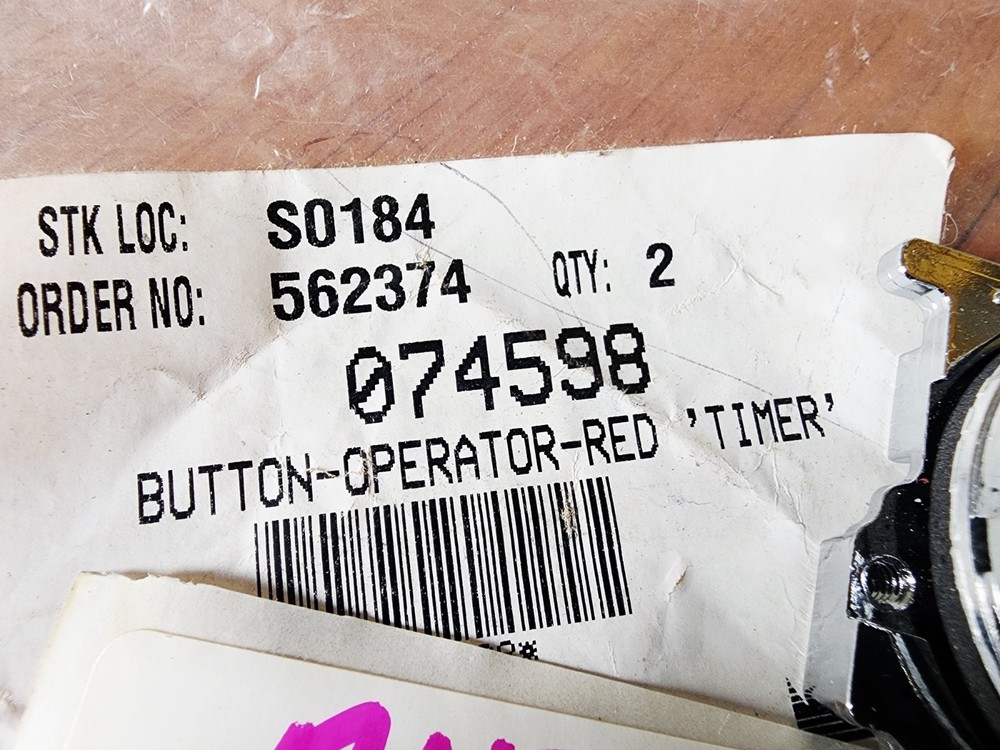 STK LOC: S0184
ORDER NO: 562374 QTY: 2
074598
BUTTON-OPERATOR-RED 'TIMER'